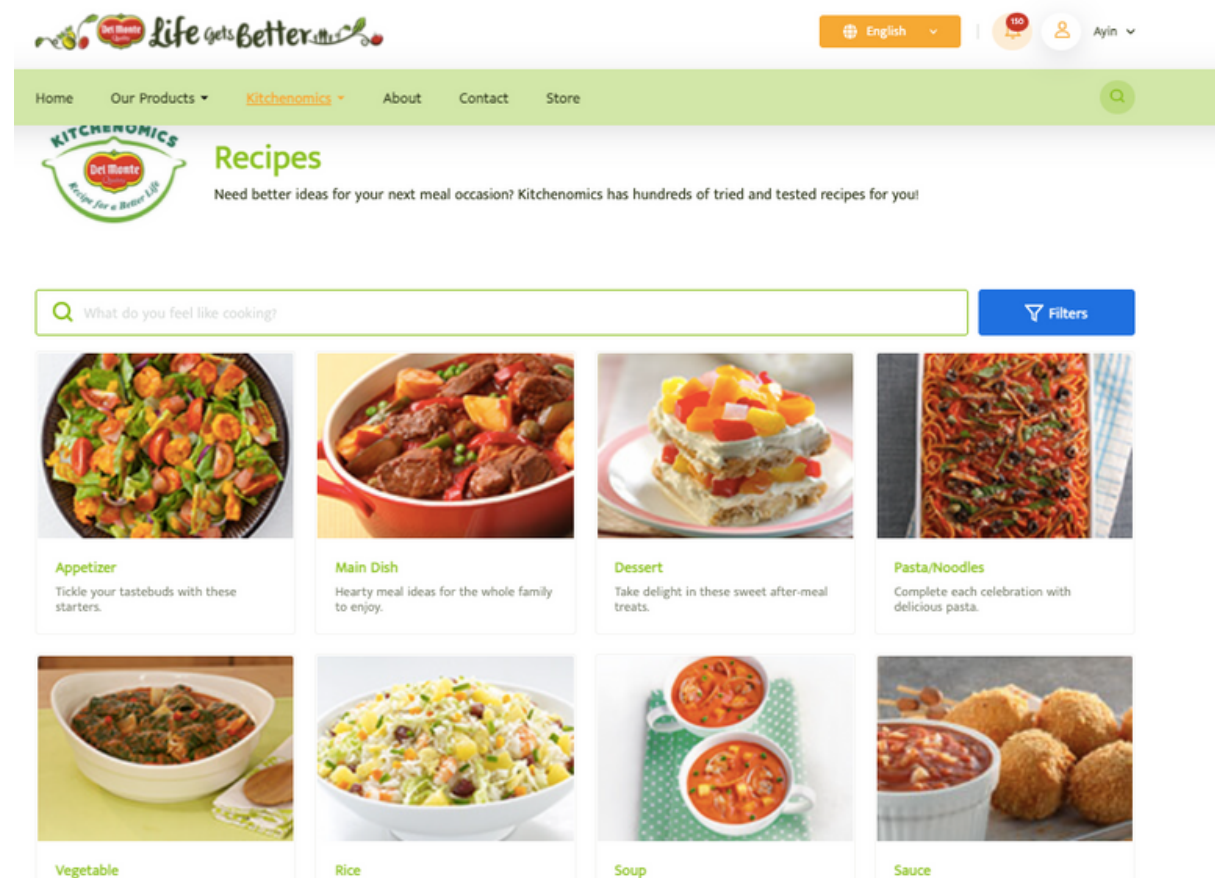 Del Monte
Quality
Life Gets Better
English
150
Ayin
Home
Our Products
Kitchenomics
About
Contact
Store
KITCHENOMICS
Del Monte
Quality
Recipe for a Better Life
Recipes
Need better ideas for your next meal occasion? Kitchenomics has hundreds of tried and tested recipes for you!
What do you feel like cooking?
Filters
Appetizer
Tickle your tastebuds with these
starters.
Main Dish
Hearty meal ideas for the whole family
to enjoy.
Dessert
Take delight in these sweet after-meal
treats.
Pasta/Noodles
Complete each celebration with
delicious pasta.
Vegetable
Rice
Soup
Sauce